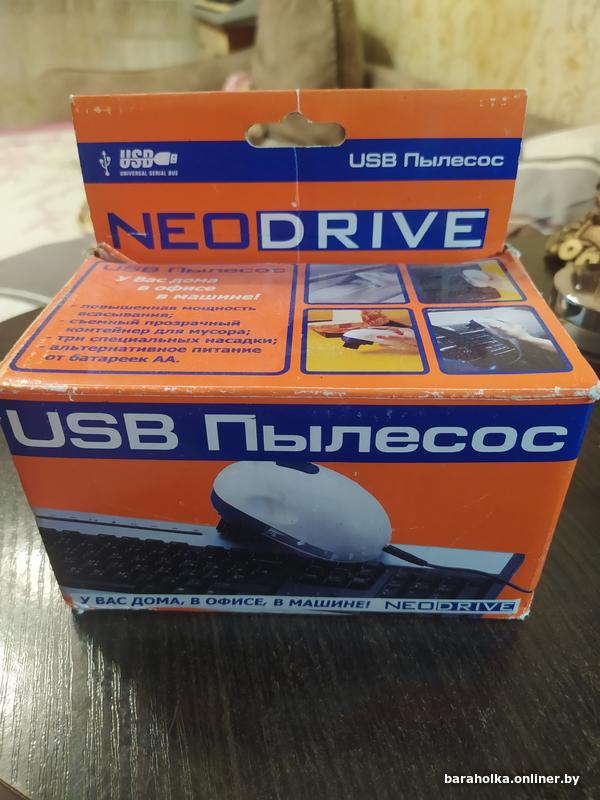 USB
UNIVERSAL SERIAL BUS
USB Пылесос
NEODRIVE
USB Пылесос
у Вас дома
в офисе
в машине!
- повышенная мощность
всасывания;
- съемный прозрачный
контейнер для мусора;
- три специальных насадки;
- альтернативное питание
от батареек АА.
USB Пылесос
У ВАС ДОМА, В ОФИСЕ, В МАШИНЕ! NEODRIVE
baraholka.onliner.by